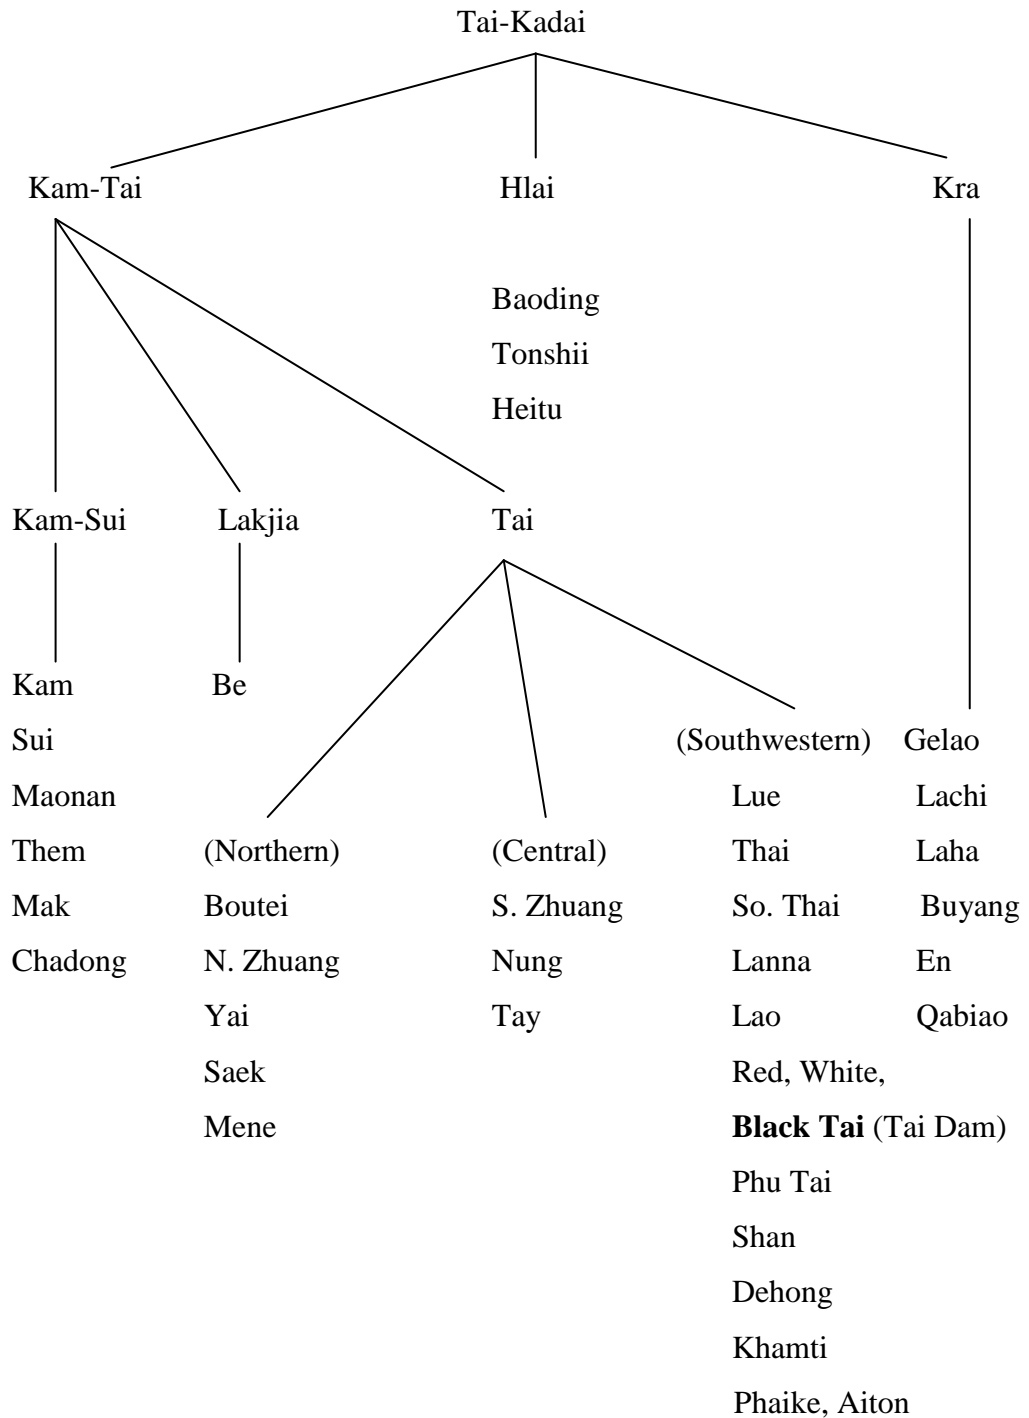 Tai-Kadai
Kam-Tai Hlai Kra
Baoding
Tonshii
Heitu
Kam-Sui Lakjia Tai
Kam Be
Sui (Southwestern) Gelao
Maonan Lue Lachi
Them (Northern) (Central) Thai Laha
Mak Boutei S. Zhuang So. Thai Buyang
Chadong N. Zhuang Nung Lanna En
Yai Tay Lao Qabiao
Saek Red, White,
Mene Black Tai (Tai Dam)
Phu Tai
Shan
Dehong
Khamti
Phaike, Aiton